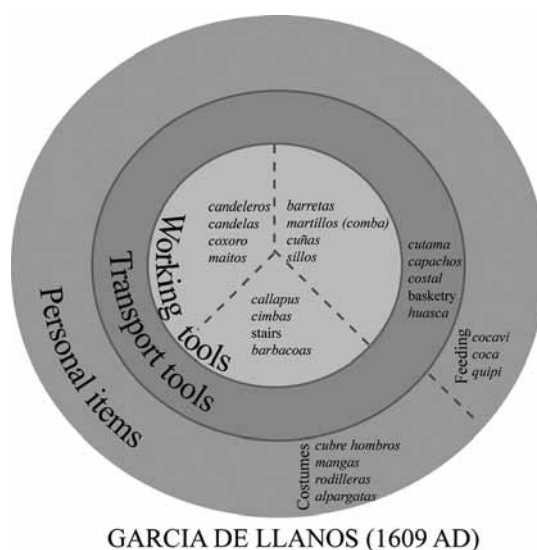 candeleros
candelas
coxoro
maitos
barretas
martillos (comba)
cuñas
sillos
callapus
cimbas
stairs
barbacoas
Working tools
cutama
capachos
costal
basketry
huasca
Transport tools
Feeding
cocavi
coca
quipi
Costumes
cubre hombros
mangas
rodilleras
alpargatas
Personal items
GARCIA DE LLANOS (1609 AD)